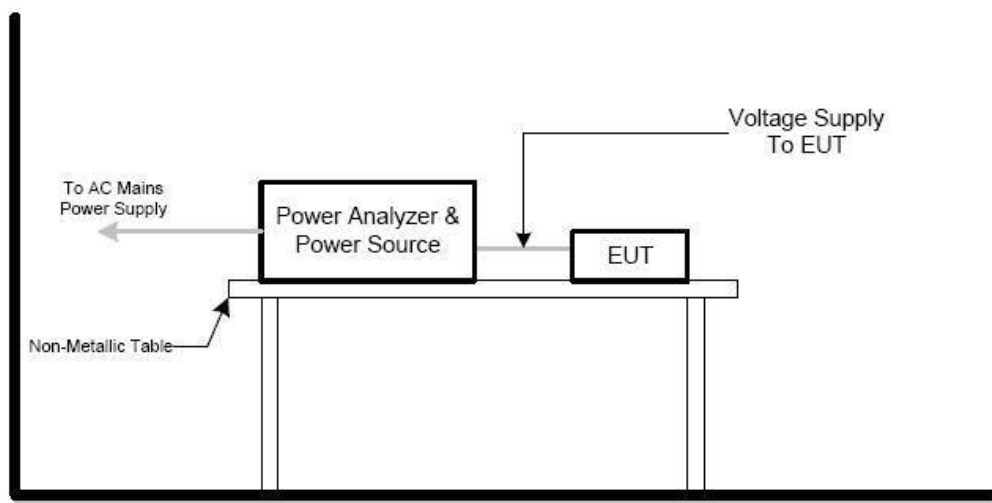 Voltage Supply
To EUT
To AC Mains
Power Supply
Power Analyzer &
Power Source
EUT
Non-Metallic Table